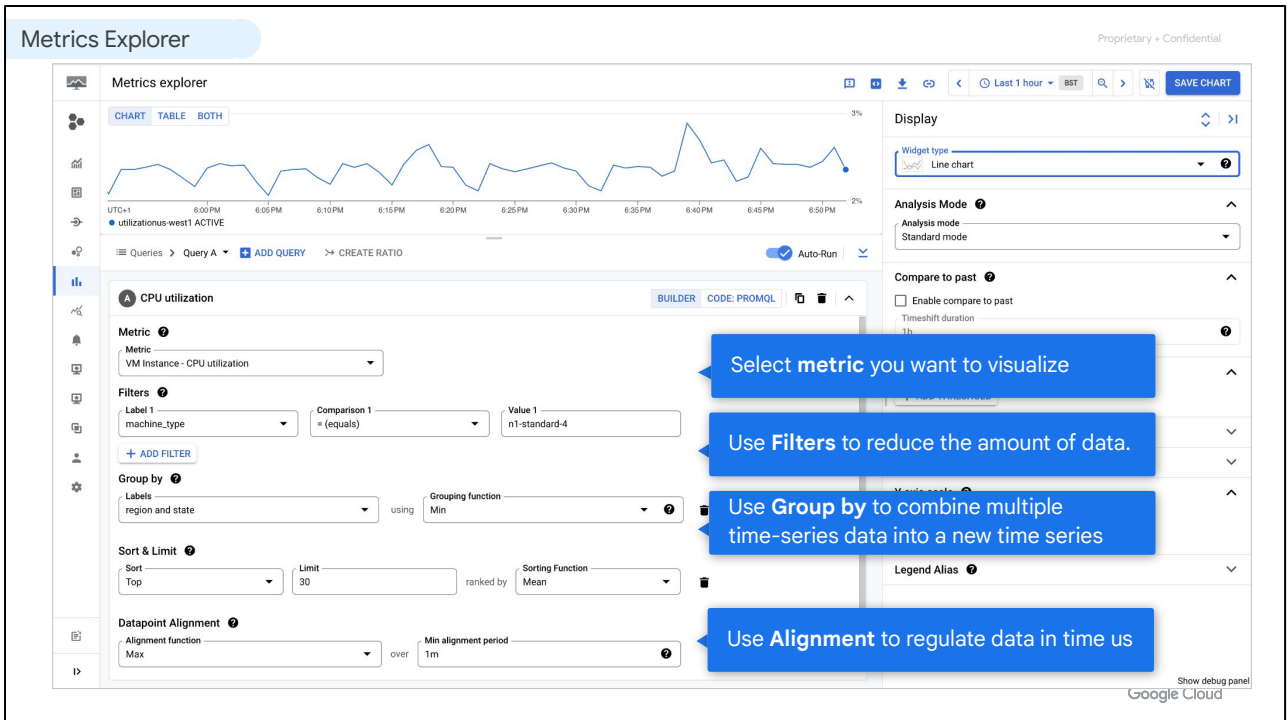 Metrics Explorer
Proprietary + Confidential
Metrics explorer
Last 1 hour
BST
SAVE CHART
CHART TABLE BOTH
3%
2%
UTC+1 6:00 PM 6:05 PM 6:10 PM 6:15 PM 6:20 PM 6:25 PM 6:30 PM 6:35 PM 6:40 PM 6:45 PM 6:50 PM
utilizationus-west1 ACTIVE
Queries > Query A ADD QUERY CREATE RATIO Auto-Run
A CPU utilization
BUILDER CODE: PROMQL
Metric
Metric
VM Instance - CPU utilization
Filters
Label 1 Comparison 1 Value 1
machine_type = (equals) n1-standard-4
+ ADD FILTER
Group by
Labels Grouping function
region and state using Min
Sort & Limit
Sort Limit Sorting Function
Top 30 ranked by Mean
Datapoint Alignment
Alignment function Min alignment period
Max over 1m
Display
Widget type
Line chart
Analysis Mode
Analysis mode
Standard mode
Compare to past
Enable compare to past
Timeshift duration
1h
Select metric you want to visualize
Use Filters to reduce the amount of data.
Use Group by to combine multiple
time-series data into a new time series
Legend Alias
Use Alignment to regulate data in time us
Show debug panel
Google Cloud